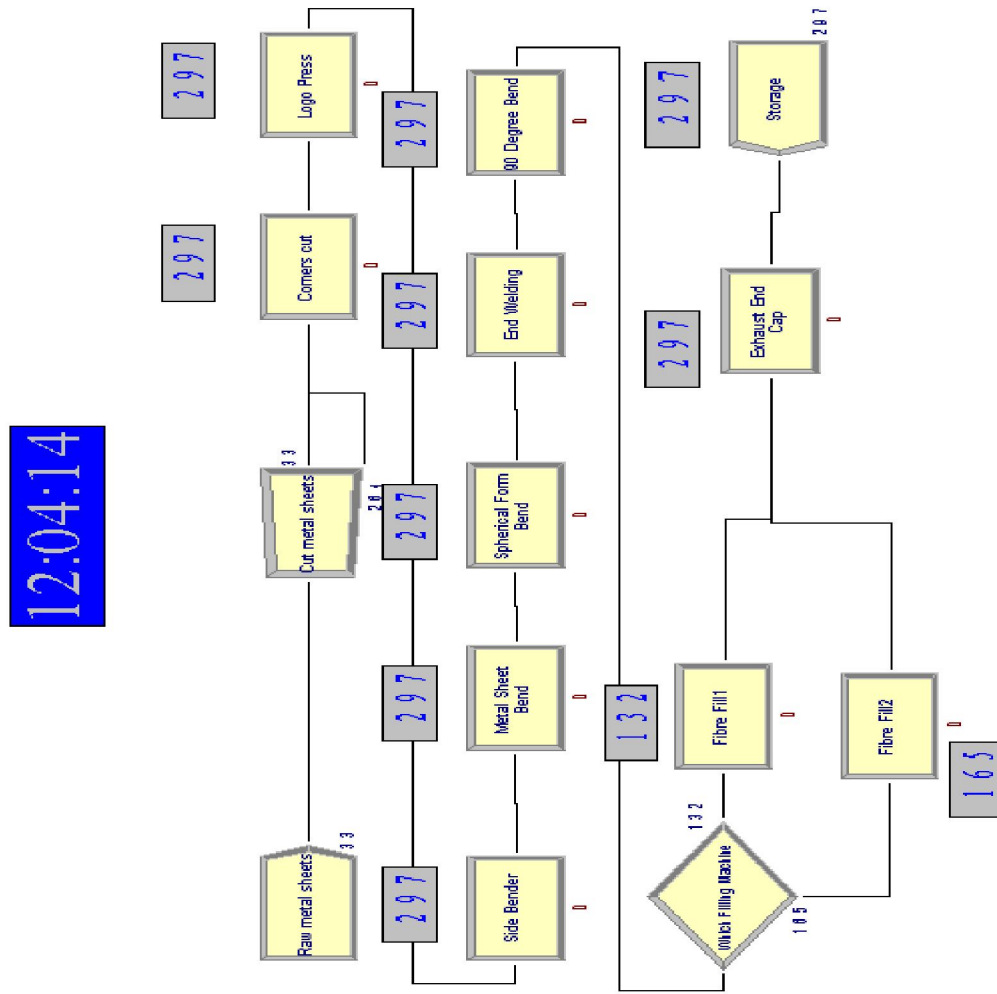 12:04:14
297
297
33
Raw metal sheets
Cut metal sheets
Corners cut
Logo Press
33
0
0
297
297
297
297
297
Side Bender
Metal Sheet
Bend
Spherical Form
Bend
End Welding
90 Degree Bend
0
0
0
0
0
132
297
297
132
Which Filling Machine
Fibre Fill1
Exhaust End
Cap
Storage
297
0
0
165
Fibre Fill2
0
165